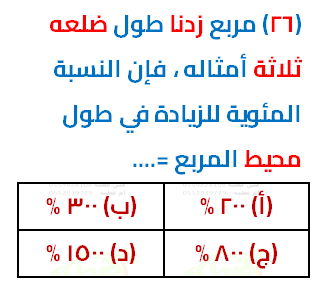 (٢٦) مربع زدنا طول ضلعه
ثلاثة أمثاله ، فإن النسبة
المئوية للزيادة في طول
محيط المربع =....
(أ) ٢٠٠ %
(ب) ٣٠٠ %
(ج) ٨٠٠ %
(د) ١٥٠٠ %